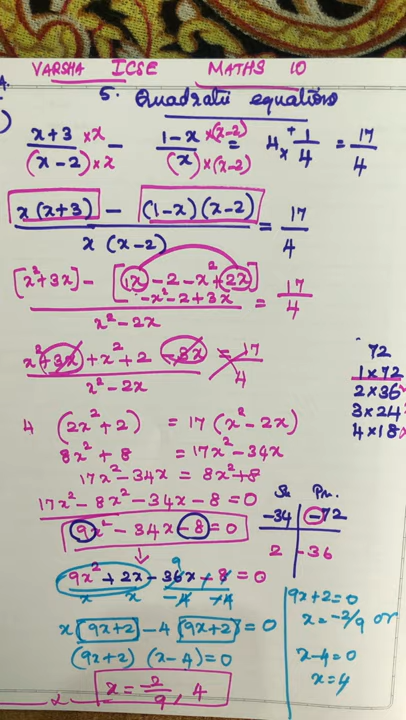 VARSHA ICSE MATHS 10
5. Quadratic equations
x+3 ×x / (x-2) ×x - 1-x ×(x-2) / (x) ×(x-2) = 4 + 1/4 = 17/4
x(x+3) - (1-x)(x-2) / x(x-2) = 17/4
[x²+3x] - [1x-2-x²+2x] / x²-2x = 17/4
-x²-2+3x
x²+3x+x²+2-3x / x²-2x = 17/4
4 (2x²+2) = 17(x²-2x)
8x²+8 = 17x²-34x
17x²-34x = 8x²+8
17x²-8x²-34x-8=0
9x²-34x-8=0
9x²+2x-36x-8=0
x[9x+2]-4[9x+2]=0
(9x+2) (x-4)=0
x=-2/9, 4
72
1×72
2×36
3×24
4×18
Su Pr.
-34 -72
2 -36
9x+2=0
x=-2/9 or
x-4=0
x=4